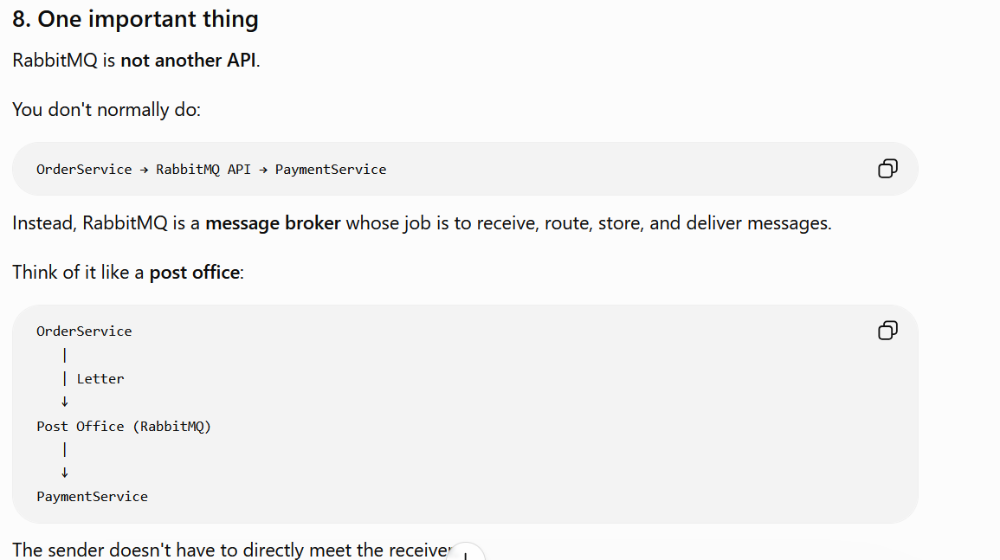 8. One important thing
RabbitMQ is not another API.
You don't normally do:
OrderService → RabbitMQ API → PaymentService
Instead, RabbitMQ is a message broker whose job is to receive, route, store, and deliver messages.
Think of it like a post office:
OrderService
|
| Letter
↓
Post Office (RabbitMQ)
|
↓
PaymentService
The sender doesn't have to directly meet the receiver